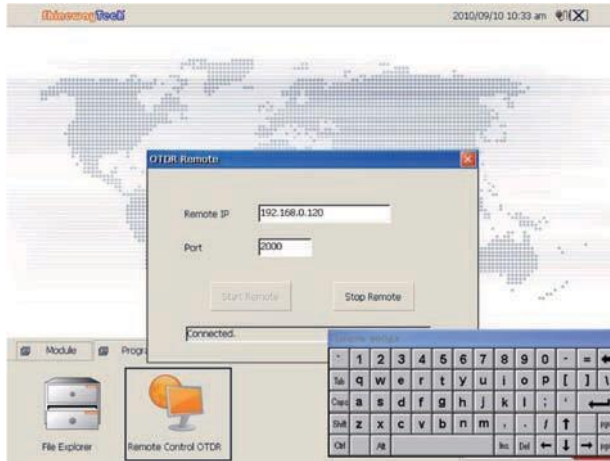 ShinewayTech
2010/09/10 10:33 am
OTDR Remote
Remote IP 192.168.0.120
Port 2000
Start Remote Stop Remote
Connected.
Module Progra
File Explorer Remote Control OTDR
` 1 2 3 4 5 6 7 8 9 0 - =
Tab q w e r t y u i o p [ ] \
Caps a s d f g h j k l ; '
Shift z x c v b n m , . /
Ctrl Alt Ins Del